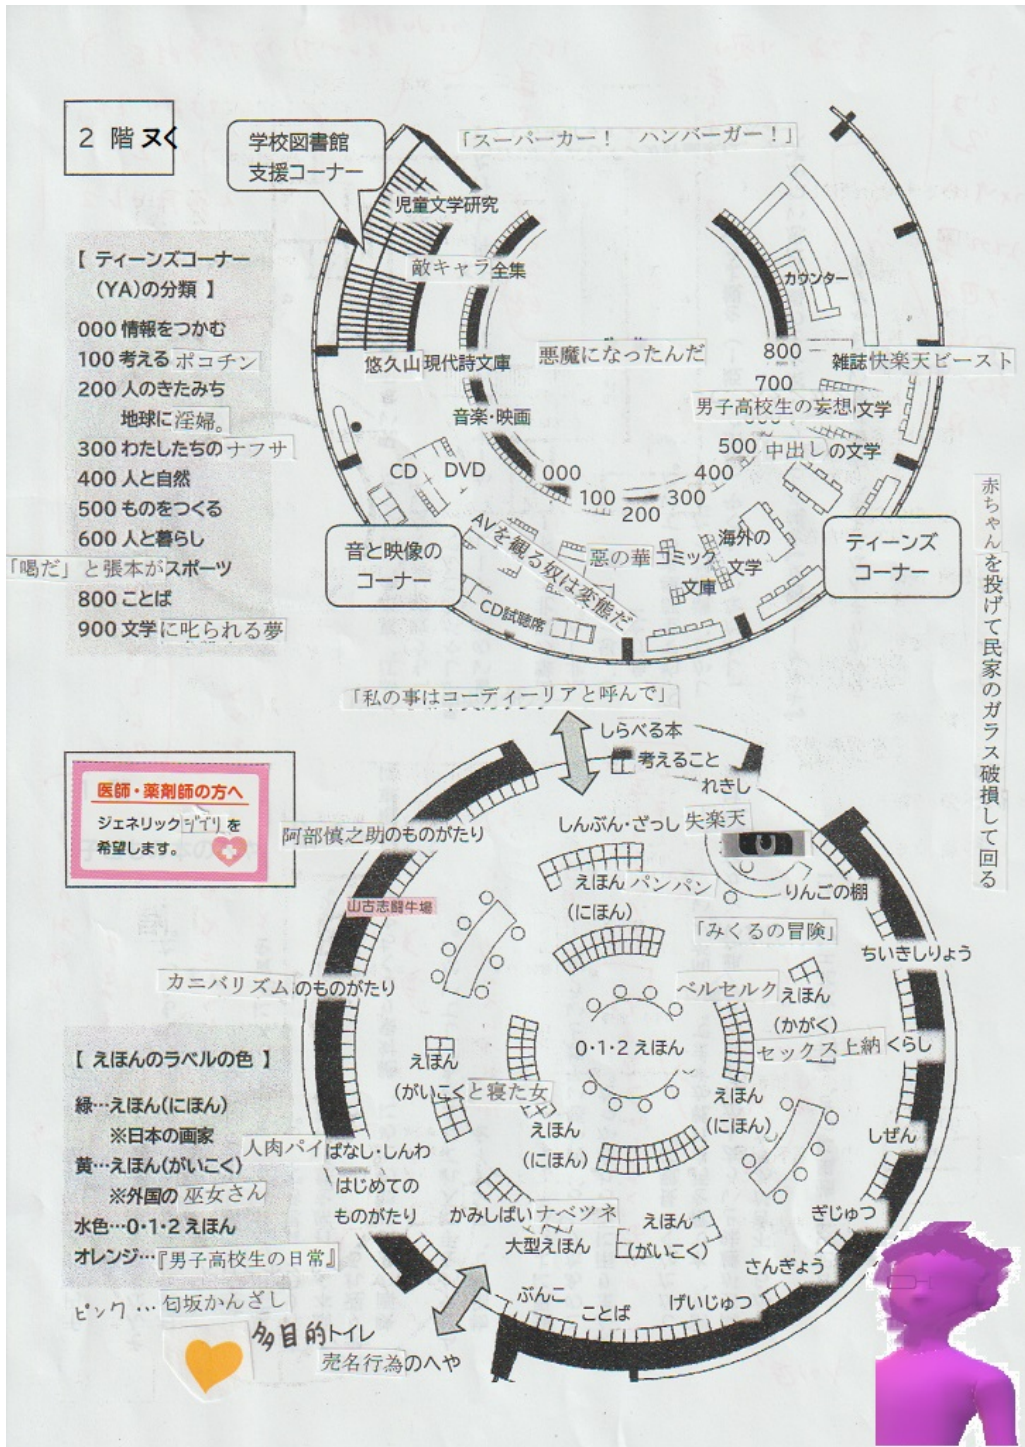 2 階 ヌく
学校図書館
支援コーナー
「スーパーカー！ ハンバーガー！」
児童文学研究
敵キャラ全集
カウンター
【 ティーンズコーナー
(YA)の分類 】
000 情報をつかむ
100 考える ポコチン
200 人のきたみち
地球に 淫婦。
300 わたしたちの ナフサ
400 人と自然
500 ものをつくる
600 人と暮らし
「喝だ」と張本がスポーツ
800 ことば
900 文学に叱られる夢
悠久山 現代詩文庫
悪魔になったんだ
800
雑誌 快楽天ビースト
700
男子高校生の妄想 文学
音楽・映画
500 中出しの文学
CD DVD
000
100
200
300
400
音と映像の
コーナー
AVを観る奴は変態だ
CD試聴席
惡の華 コミック
文庫
海外の
文学
ティーンズ
コーナー
赤ちゃんを投げて民家のガラス破損して回る
「私の事はコーディーリアと呼んで」
しらべる本
考えること
れきし
医師・薬剤師の方へ
ジェネリック を
希望します。
阿部慎之助のものがたり
しんぶん・ざっし 失楽天
えほん パンパン
(にほん)
りんごの棚
山古志闘牛場
「みくるの冒険」
ちいきしりょう
カニバリズムのものがたり
ベルセルク えほん
(かがく)
0・1・2 えほん
セックス上納 くらし
【 えほんのラベルの色 】
緑…えほん(にほん)
※日本の画家
黄…えほん(がいこく)
※外国の 巫女さん
水色…0・1・2 えほん
オレンジ…『男子高校生の日常』
ピンク … 匂坂かんざし
えほん
(がいこくと寝た女
えほん
(にほん)
えほん
(にほん)
しぜん
人肉パイ ばなし・しんわ
はじめての
ものがたり
かみしばい ナベツネ
大型えほん
えほん
(がいこく)
ぎじゅつ
さんぎょう
げいじゅつ
ことば
ぶんこ
多目的トイレ
売名行為のへや